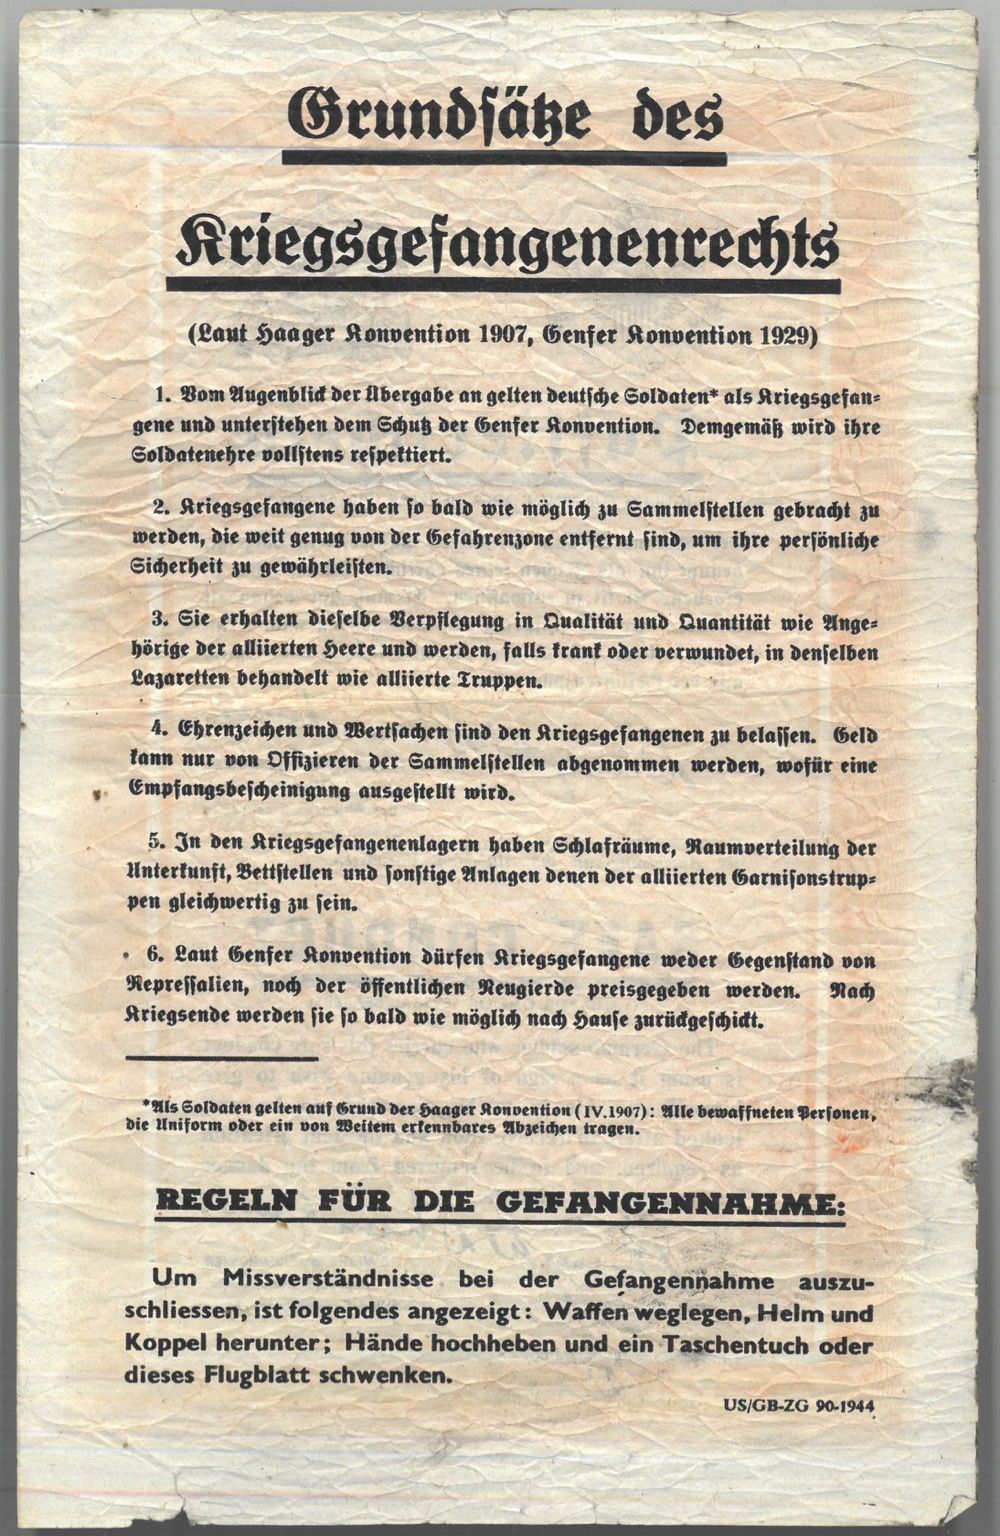 Grundsätze des
Kriegsgefangenenrechts
(Laut Haager Konvention 1907, Genfer Konvention 1929)
1. Vom Augenblick der Übergabe an gelten deutsche Soldaten* als Kriegsgefan-
gene und unterstehen dem Schutz der Genfer Konvention. Demgemäß wird ihre
Soldatenehre vollstens respektiert.
2. Kriegsgefangene haben so bald wie möglich zu Sammelstellen gebracht zu
werden, die weit genug von der Gefahrenzone entfernt sind, um ihre persönliche
Sicherheit zu gewährleisten.
3. Sie erhalten dieselbe Verpflegung in Qualität und Quantität wie Ange-
hörige der alliierten Heere und werden, falls krank oder verwundet, in denselben
Lazaretten behandelt wie alliierte Truppen.
4. Ehrenzeichen und Wertsachen sind den Kriegsgefangenen zu belassen. Geld
kann nur von Offizieren der Sammelstellen abgenommen werden, wofür eine
Empfangsbescheinigung ausgestellt wird.
5. In den Kriegsgefangenenlagern haben Schlafräume, Raumverteilung der
Unterkunft, Bettstellen und sonstige Anlagen denen der alliierten Garnisonstrup-
pen gleichwertig zu sein.
6. Laut Genfer Konvention dürfen Kriegsgefangene weder Gegenstand von
Repressalien, noch der öffentlichen Neugierde preisgegeben werden. Nach
Kriegsende werden sie so bald wie möglich nach Hause zurückgeschickt.
*Als Soldaten gelten auf Grund der Haager Konvention (IV.1907): Alle bewaffneten Personen,
die Uniform oder ein von Weitem erkennbares Abzeichen tragen.
REGELN FÜR DIE GEFANGENNAHME:
Um Missverständnisse bei der Gefangennahme auszu-
schliessen, ist folgendes angezeigt: Waffen weglegen, Helm und
Koppel herunter; Hände hochheben und ein Taschentuch oder
dieses Flugblatt schwenken.
US/GB-ZG 90-1944